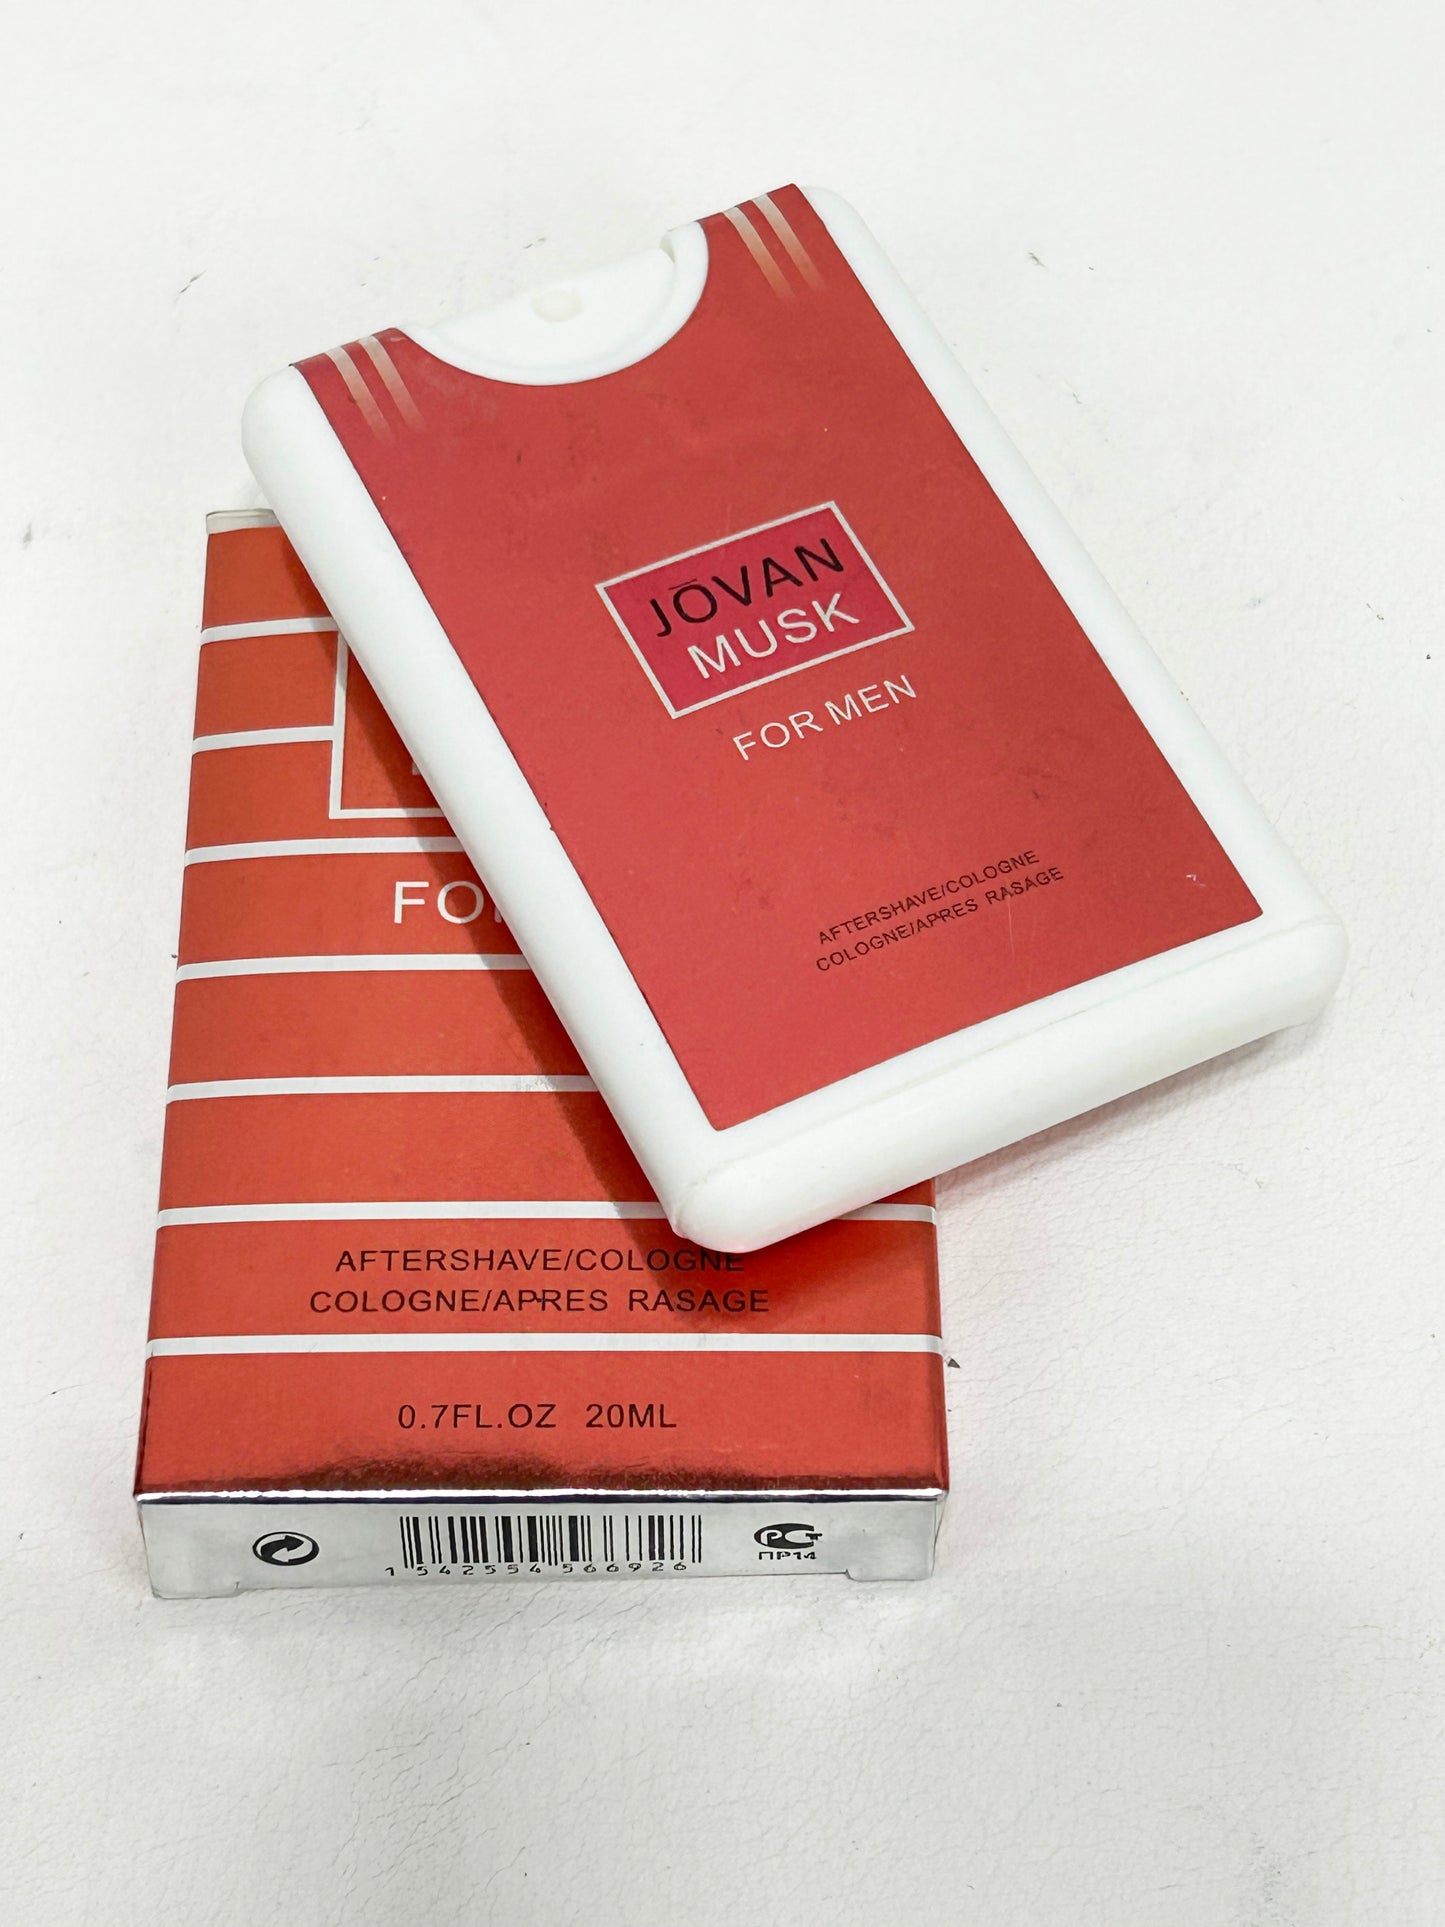 JŌVAN
MUSK
FOR MEN
AFTERSHAVE/COLOGNE
COLOGNE/APRES RASAGE
AFTERSHAVE/COLOGNE
COLOGNE/APRES RASAGE
0.7FL.OZ 20ML
1 542554 566926
ПР14